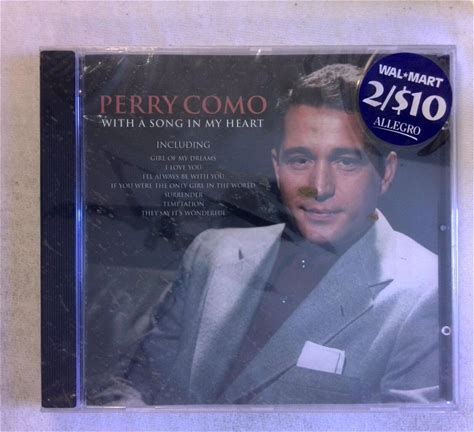 PERRY COMO
WITH A SONG IN MY HEART
INCLUDING
GIRL OF MY DREAMS
I LOVE YOU
I'LL ALWAYS BE WITH YOU
IF YOU WERE THE ONLY GIRL IN THE WORLD
SURRENDER
TEMPTATION
THEY SAY IT'S WONDERFUL
WAL★MART
2/$10
ALLEGRO